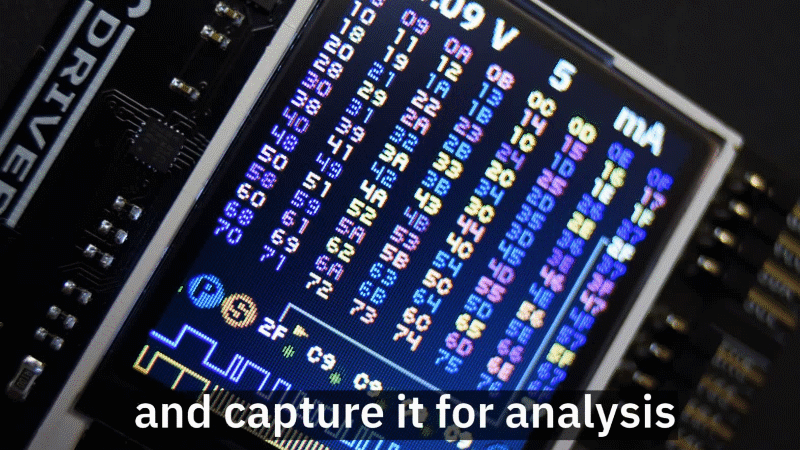 DRIVER
.09 V 5 mA
09 0A 0B 0C 0D 0E 0F
10 11 12 13 14 15 16 17
18 19 1A 1B 1C 1D 1E 1F
20 21 22 23 24 25 26 27
28 29 2A 2B 2C 2D 2E 2F
30 31 32 33 34 35 36 37
38 39 3A 3B 3C 3D 3E 3F
40 41 42 43 44 45 46 47
48 49 4A 4B 4C 4D 4E 4F
50 51 52 53 54 55 56 57
58 59 5A 5B 5C 5D 5E 5F
60 61 62 63 64 65 66 67
68 69 6A 6B 6C 6D 6E
70 71 72 73 74 75 76
P S 2F C9 C9
and capture it for analysis